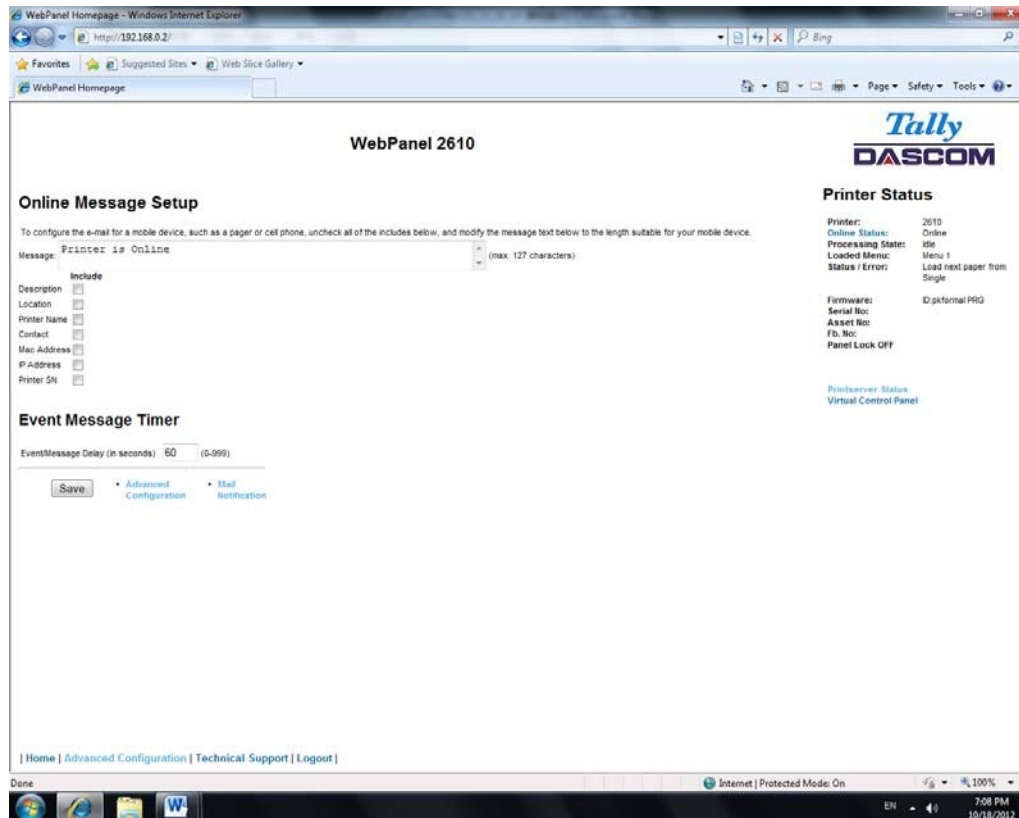 WebPanel Homepage - Windows Internet Explorer
http://192.168.0.2/
Bing
Favorites Suggested Sites Web Slice Gallery
WebPanel Homepage
Page Safety Tools
Tally
DASCOM
WebPanel 2610
Online Message Setup
To configure the e-mail for a mobile device, such as a pager or cell phone, uncheck all of the includes below, and modify the message text below to the length suitable for your mobile device.
Message: Printer is Online (max. 127 characters)
Include
Description
Location
Printer Name
Contact
Mac Address
IP Address
Printer SN
Event Message Timer
Event/Message Delay (in seconds) 60 (0-999)
Save • Advanced Configuration • Mail Notification
Printer Status
Printer: 2610
Online Status: Online
Processing State: Idle
Loaded Menu: Menu 1
Status / Error: Load next paper from
Single
Firmware: ID:pkformal PRG
Serial No:
Asset No:
Fb. No:
Panel Lock OFF
Printserver Status
Virtual Control Panel
| Home | Advanced Configuration | Technical Support | Logout |
Done Internet | Protected Mode: On 100%
W
EN 7:08 PM
10/18/2012